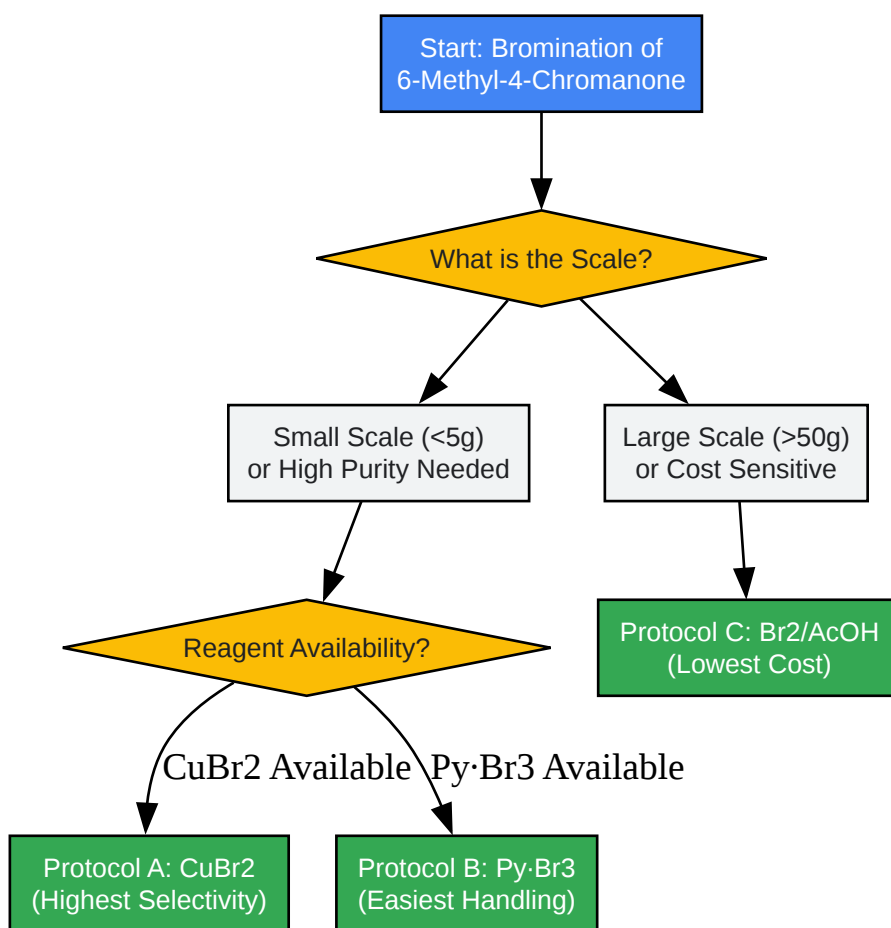 Start: Bromination of
6-Methyl-4-Chromanone
What is the Scale?
Small Scale (<5g)
or High Purity Needed
Large Scale (>50g)
or Cost Sensitive
Reagent Availability?
Protocol C: Br2/AcOH
(Lowest Cost)
CuBr2 Available
Py·Br3 Available
Protocol A: CuBr2
(Highest Selectivity)
Protocol B: Py·Br3
(Easiest Handling)